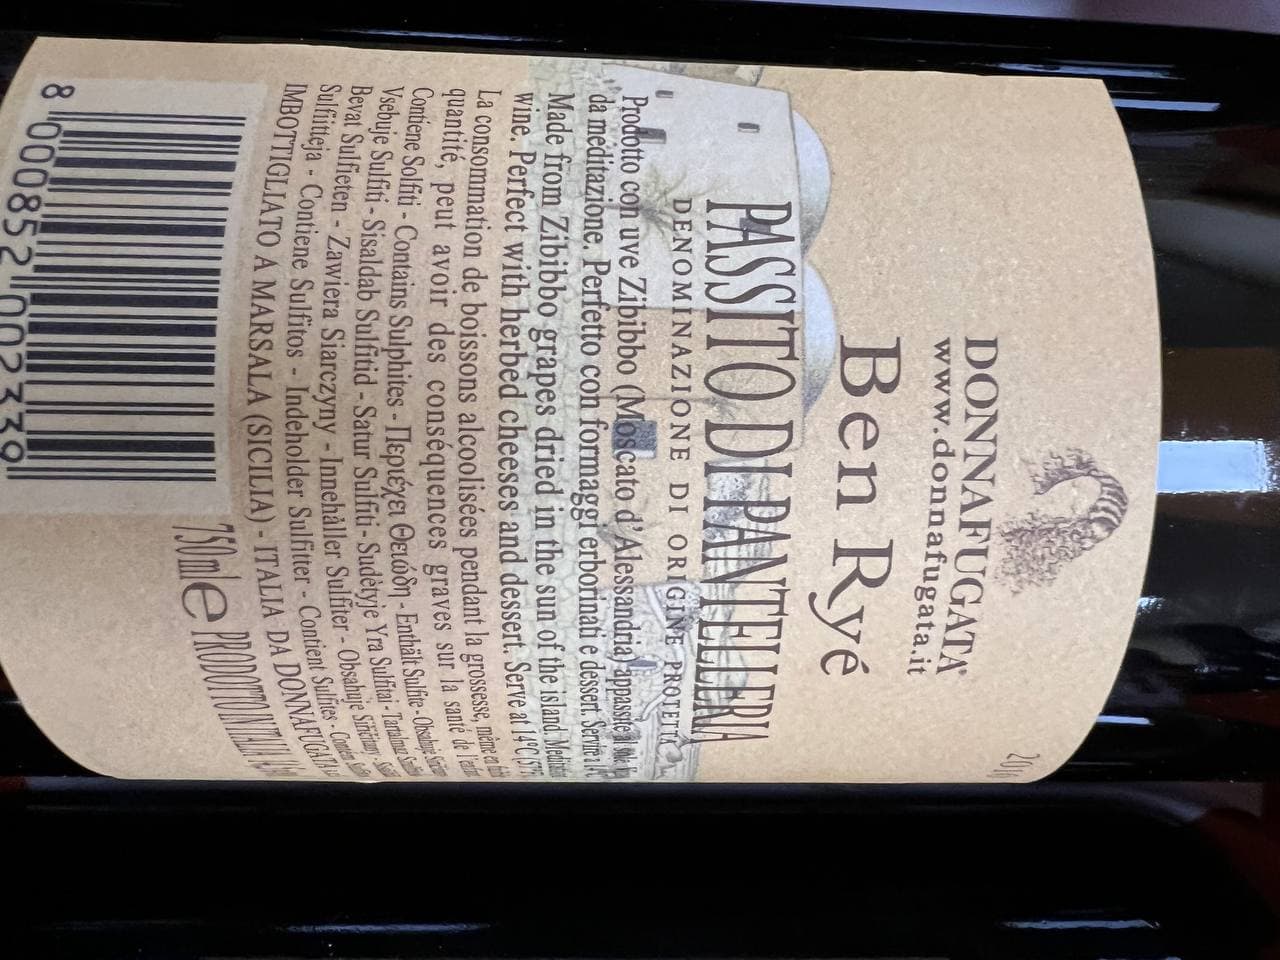 2016
DONNAFUGATA®
www.donnafugata.it
Ben Ryé
PASSITO DI PANTELLERIA
DENOMINAZIONE DI ORIGINE PROTETTA
Prodotto con uve Zibibbo (Moscato d'Alessandria) appassite al sole
da meditazione. Perfetto con formaggi erborinati e dessert. Servire a
Made from Zibibbo grapes dried in the sun of the island
wine. Perfect with herbed cheeses and dessert. Serve at 14°C
La consommation de boissons alcoolisées pendant la grossesse, même en
quantité, peut avoir des conséquences graves sur la santé de
Contiene Solfiti - Contains Sulphites - Περιέχει Θειώδη - Enthält Sulfite -
Vsebuje Sulfiti - Sisaldab Sulfitid - Satur Sulfiti - Sudėtyje Yra Sulfitai -
Bevat Sulfieten - Zawiera Siarczyny - Innehåller Sulfiter - Obsahuje
Sulfiitteja - Contiene Sulfitos - Indeholder Sulfitter - Contient Sulfites -
IMBOTTIGLIATO A MARSALA (SICILIA) - ITALIA DA DONNAFUGATA
750ml e PRODOTTO IN ITALIA
8 000852 002339